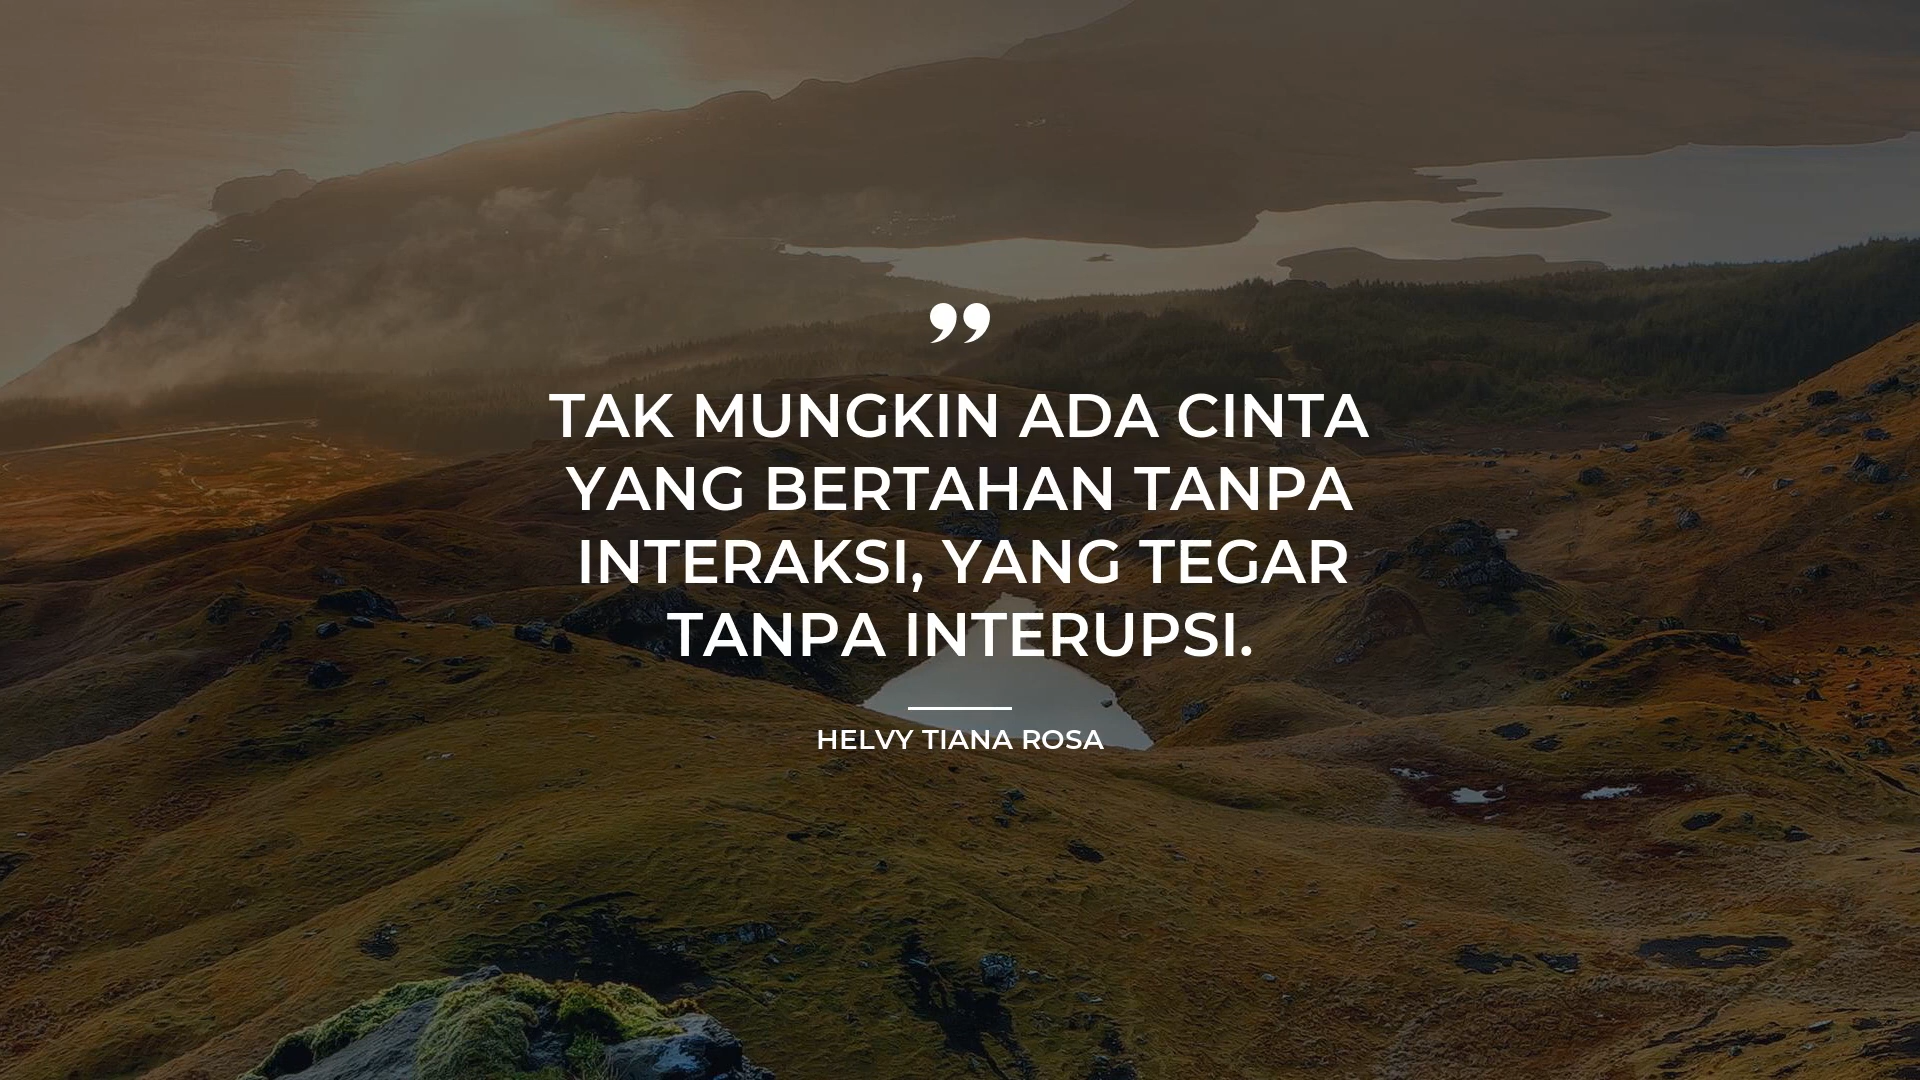 ”
TAK MUNGKIN ADA CINTA
YANG BERTAHAN TANPA
INTERAKSI, YANG TEGAR
TANPA INTERUPSI.
HELVY TIANA ROSA